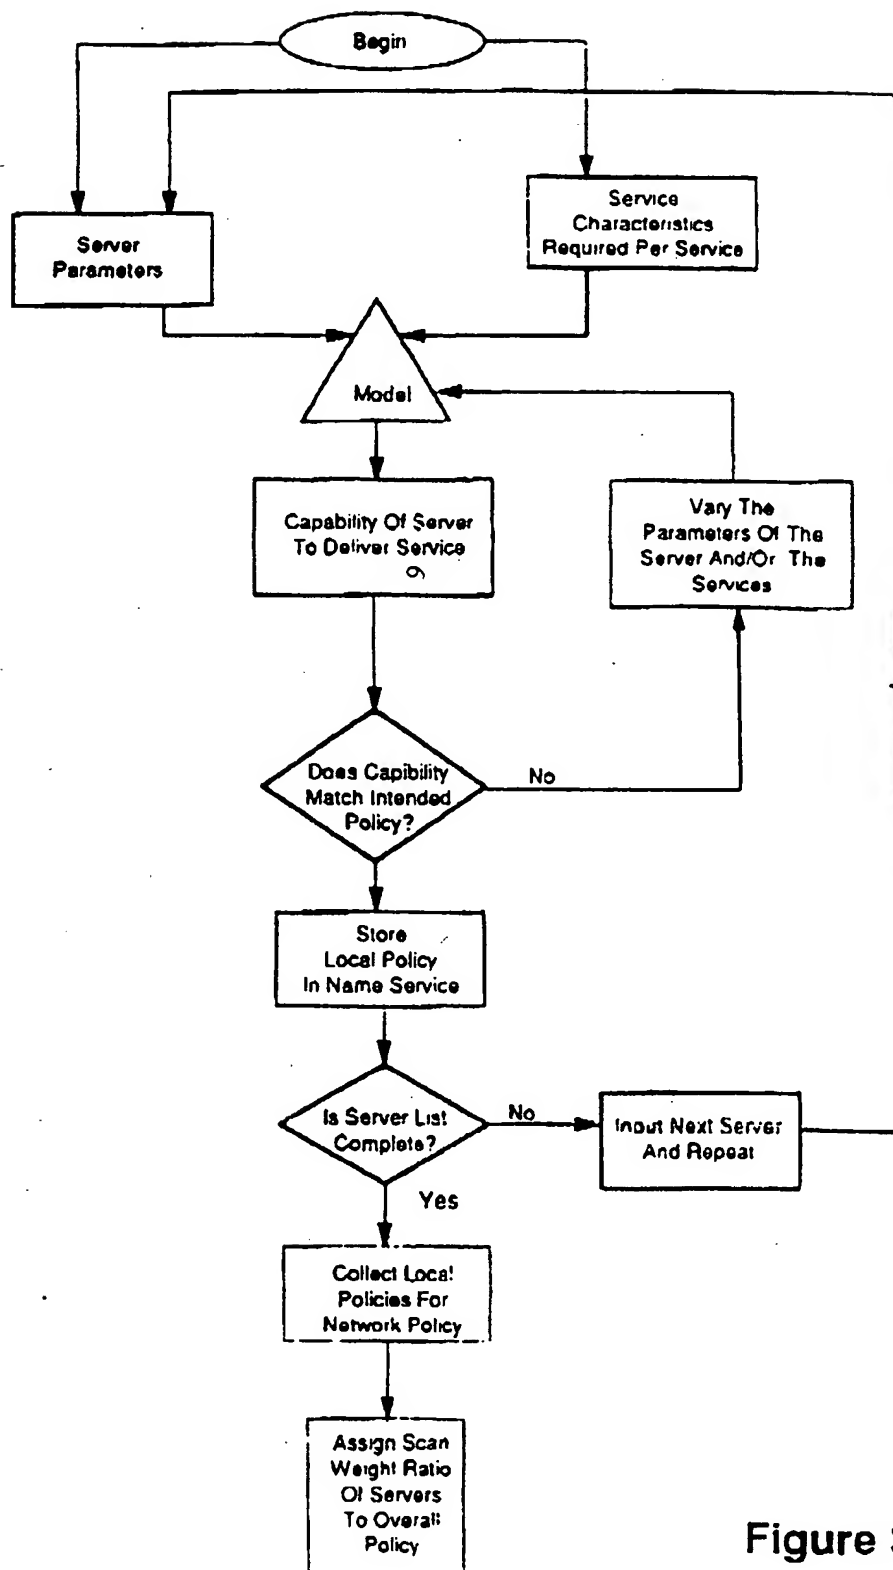 Begin
Server
Parameters
Service
Characteristics
Required Per Service
Model
Capability Of Server
To Deliver Service
Vary The
Parameters Of The
Server And/Or The
Services
Does Capibility
Match Intended
Policy?
No
Store
Local Policy
In Name Service
Is Server List
Complete?
No
Input Next Server
And Repeat
Yes
Collect Local
Policies For
Network Policy
Assign Scan
Weight Ratio
Of Servers
To Overall
Policy
Figure